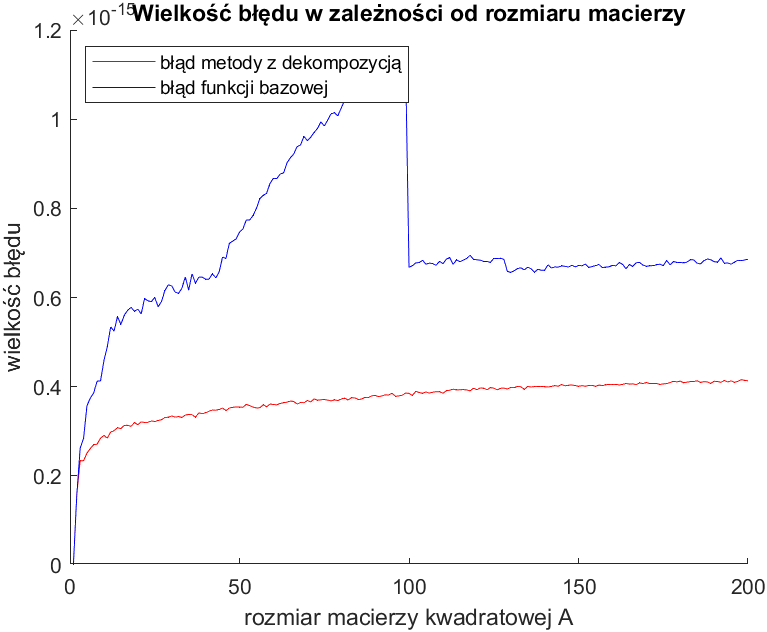 ×10-15
Wielkość błędu w zależności od rozmiaru macierzy
błąd metody z dekompozycją
błąd funkcji bazowej
1.2
1
0.8
0.6
0.4
0.2
0
wielkość błędu
0 50 100 150 200
rozmiar macierzy kwadratowej A